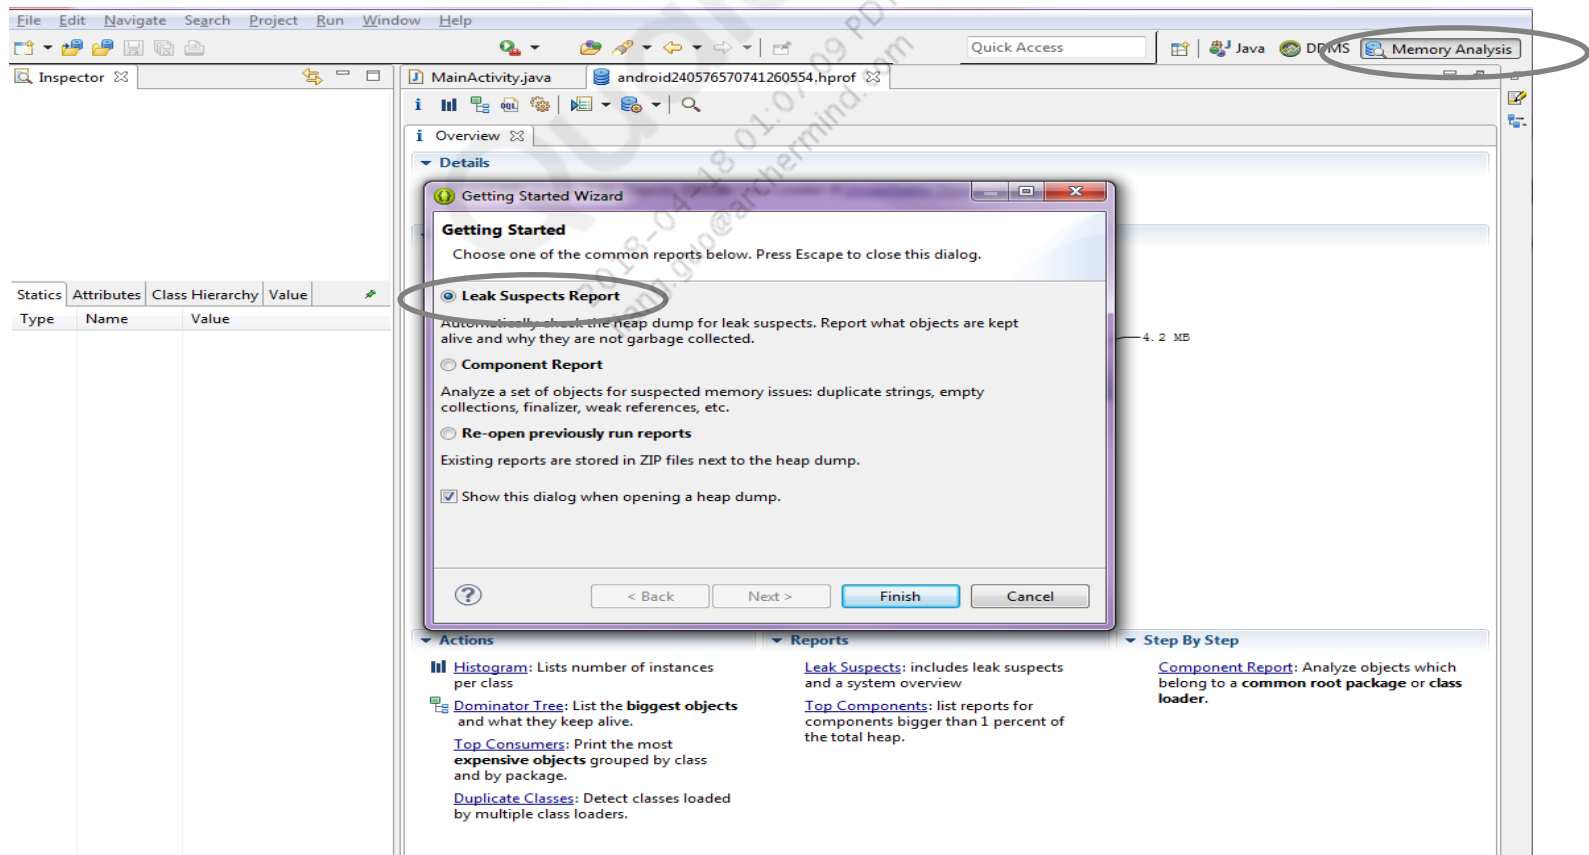 File Edit Navigate Search Project Run Window Help
Quick Access
Java
DDMS
Memory Analysis
Inspector
MainActivity.java
android240576570741260554.hprof
Overview
Details
Getting Started Wizard
Getting Started
Choose one of the common reports below. Press Escape to close this dialog.
Leak Suspects Report
Automatically check the heap dump for leak suspects. Report what objects are kept
alive and why they are not garbage collected.
Component Report
Analyze a set of objects for suspected memory issues: duplicate strings, empty
collections, finalizer, weak references, etc.
Re-open previously run reports
Existing reports are stored in ZIP files next to the heap dump.
Show this dialog when opening a heap dump.
< Back
Next >
Finish
Cancel
Statics Attributes Class Hierarchy Value
Type Name Value
4.2 MB
Actions
Histogram: Lists number of instances
per class
Dominator Tree: List the biggest objects
and what they keep alive.
Top Consumers: Print the most
expensive objects grouped by class
and by package.
Duplicate Classes: Detect classes loaded
by multiple class loaders.
Reports
Leak Suspects: includes leak suspects
and a system overview
Top Components: list reports for
components bigger than 1 percent of
the total heap.
Step By Step
Component Report: Analyze objects which
belong to a common root package or class
loader.
2018-04-18 01:07:09 PDT